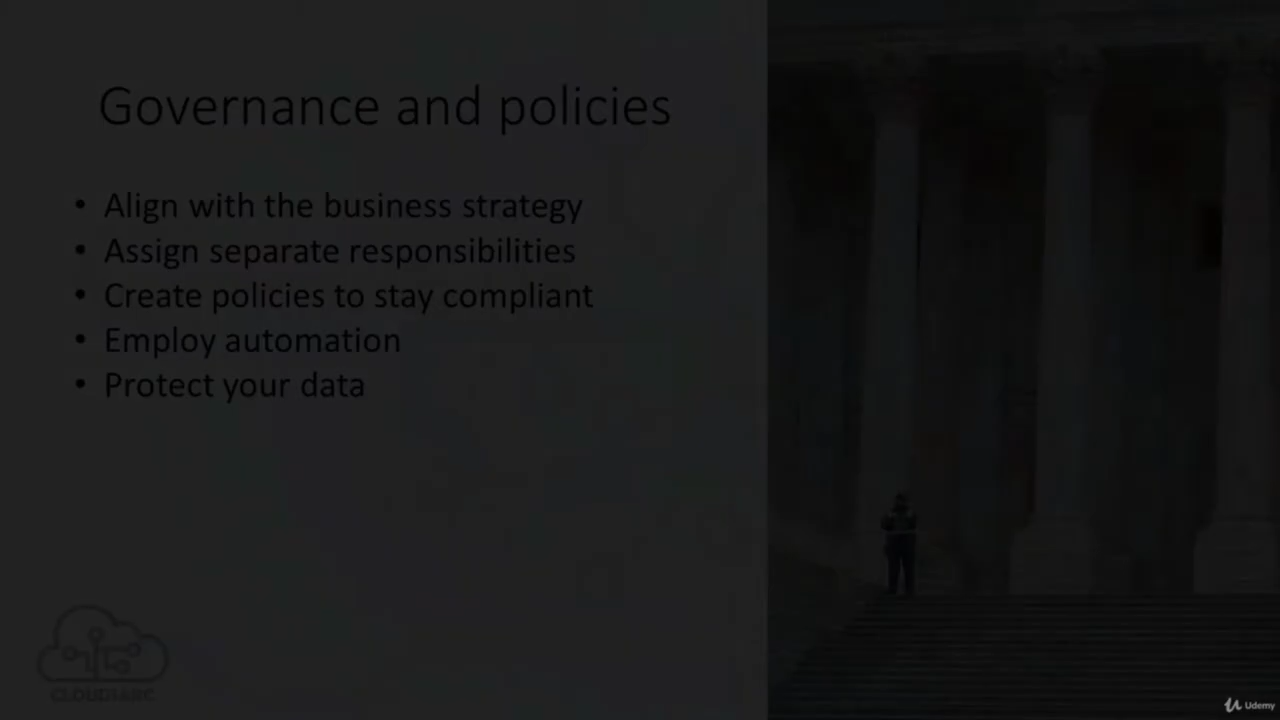 Governance and policies
• Align with the business strategy
• Assign separate responsibilities
• Create policies to stay compliant
• Employ automation
• Protect your data
Udemy